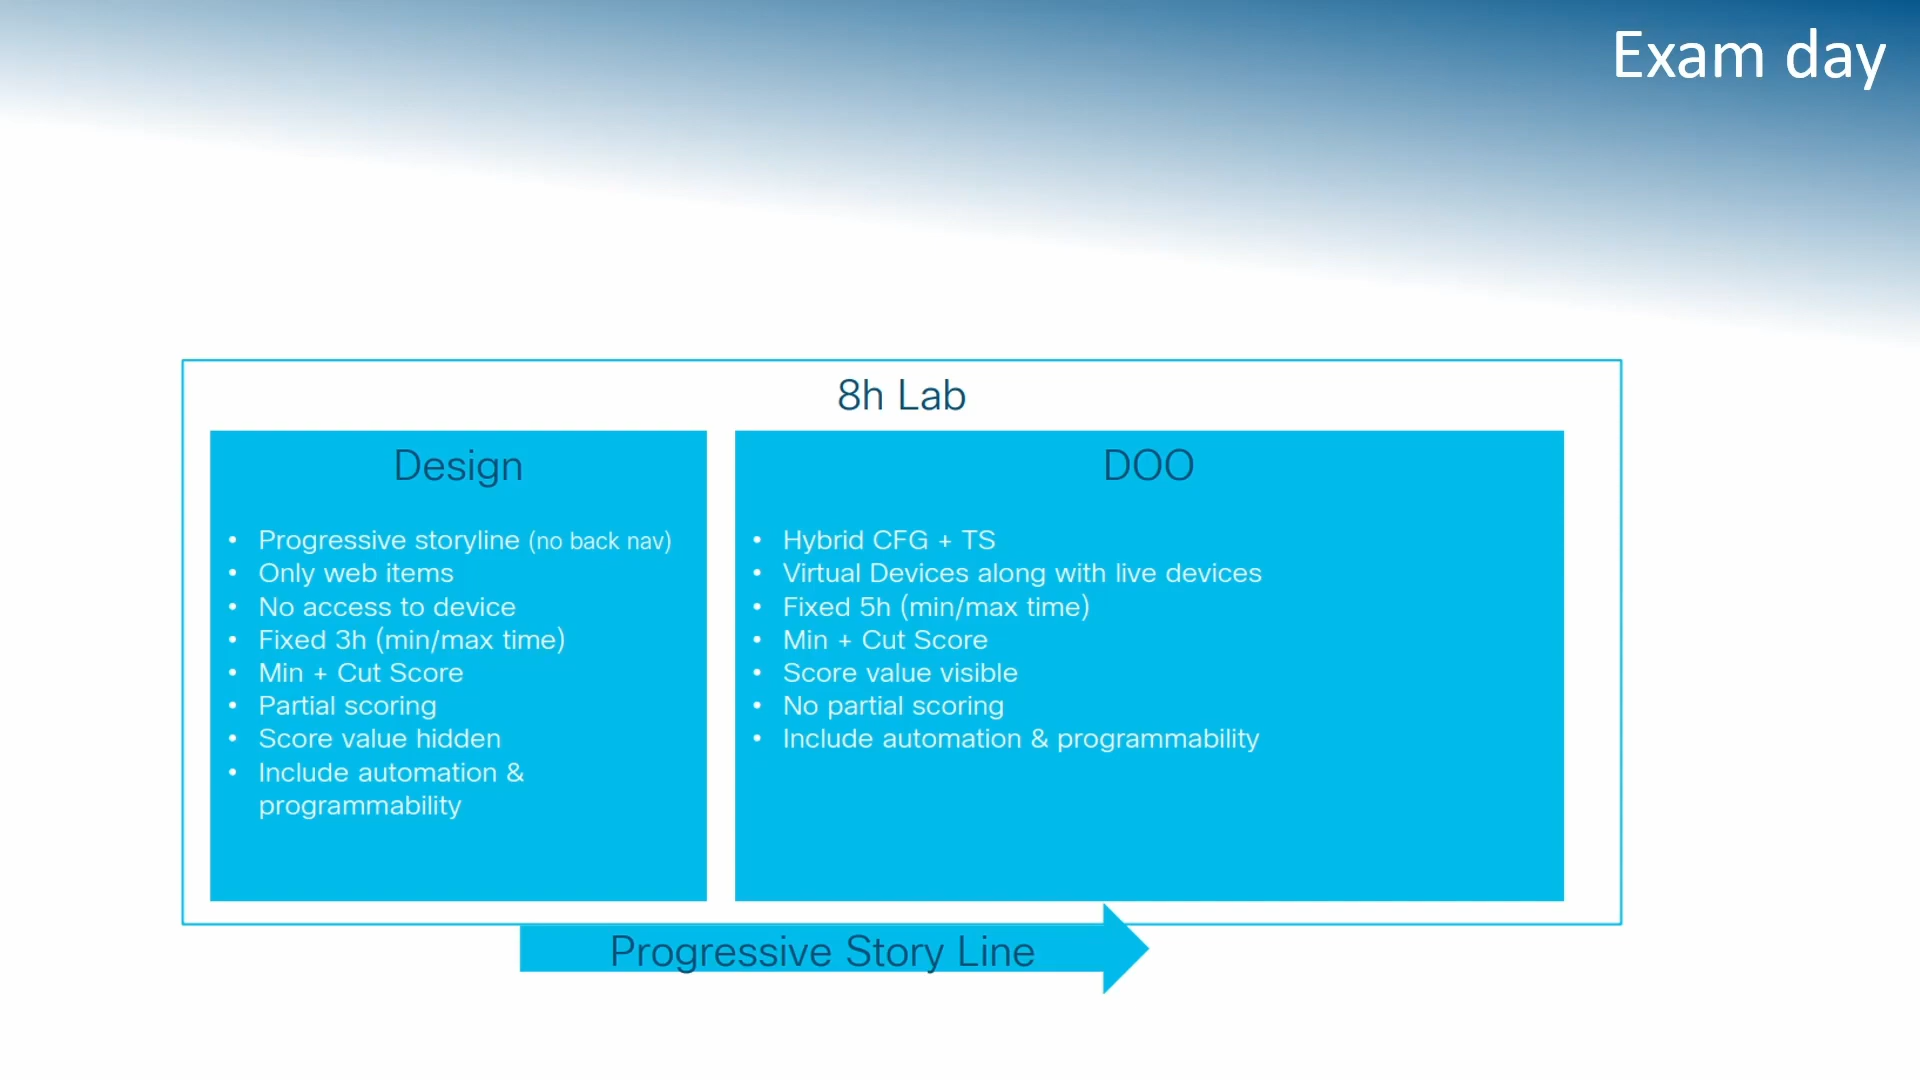 Exam day
8h Lab
Design
• Progressive storyline (no back nav)
• Only web items
• No access to device
• Fixed 3h (min/max time)
• Min + Cut Score
• Partial scoring
• Score value hidden
• Include automation &
programmability
DOO
• Hybrid CFG + TS
• Virtual Devices along with live devices
• Fixed 5h (min/max time)
• Min + Cut Score
• Score value visible
• No partial scoring
• Include automation & programmability
Progressive Story Line